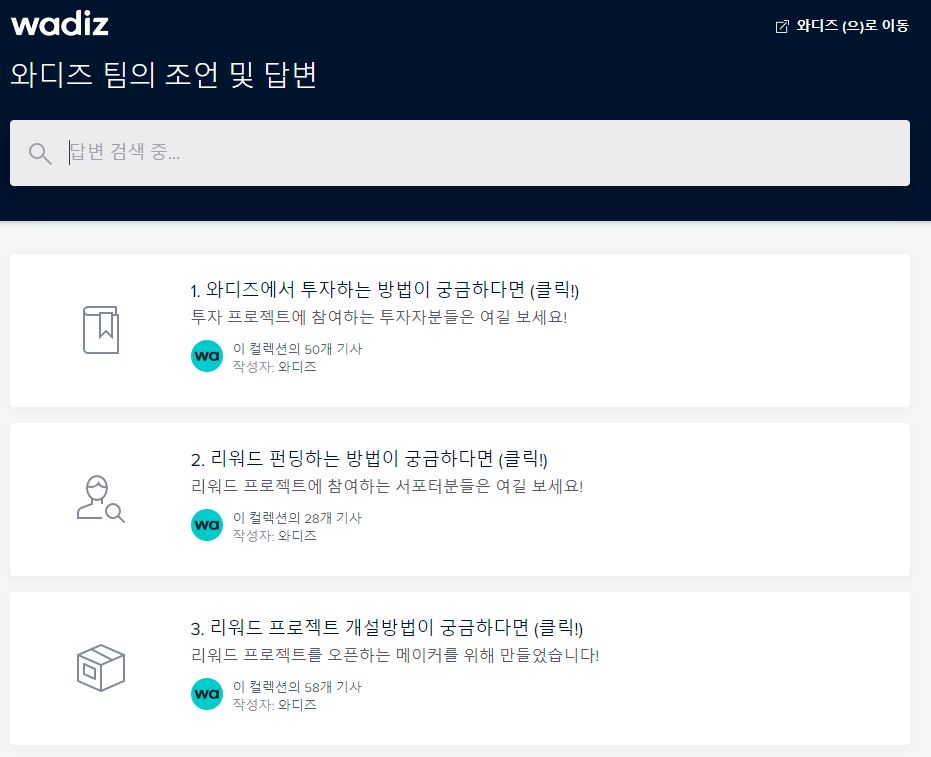 wadiz
와디즈 (으)로 이동
와디즈 팀의 조언 및 답변
답변 검색 중...
1. 와디즈에서 투자하는 방법이 궁금하다면 (클릭!)
투자 프로젝트에 참여하는 투자자분들은 여길 보세요!
wa
이 컬렉션의 50개 기사
작성자: 와디즈
2. 리워드 펀딩하는 방법이 궁금하다면 (클릭!)
리워드 프로젝트에 참여하는 서포터분들은 여길 보세요!
wa
이 컬렉션의 28개 기사
작성자: 와디즈
3. 리워드 프로젝트 개설방법이 궁금하다면 (클릭!)
리워드 프로젝트를 오픈하는 메이커를 위해 만들었습니다!
wa
이 컬렉션의 58개 기사
작성자: 와디즈